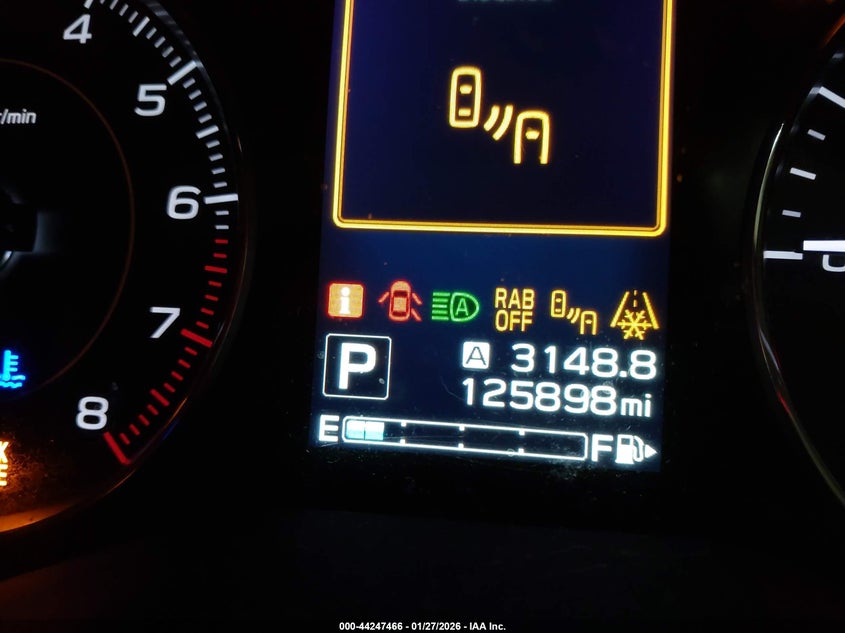 4
5
r/min
6
7
8
i
A
RAB
OFF
P
A 3148.8
125898mi
E
F
000-44247466 - 01/27/2026 - IAA Inc.